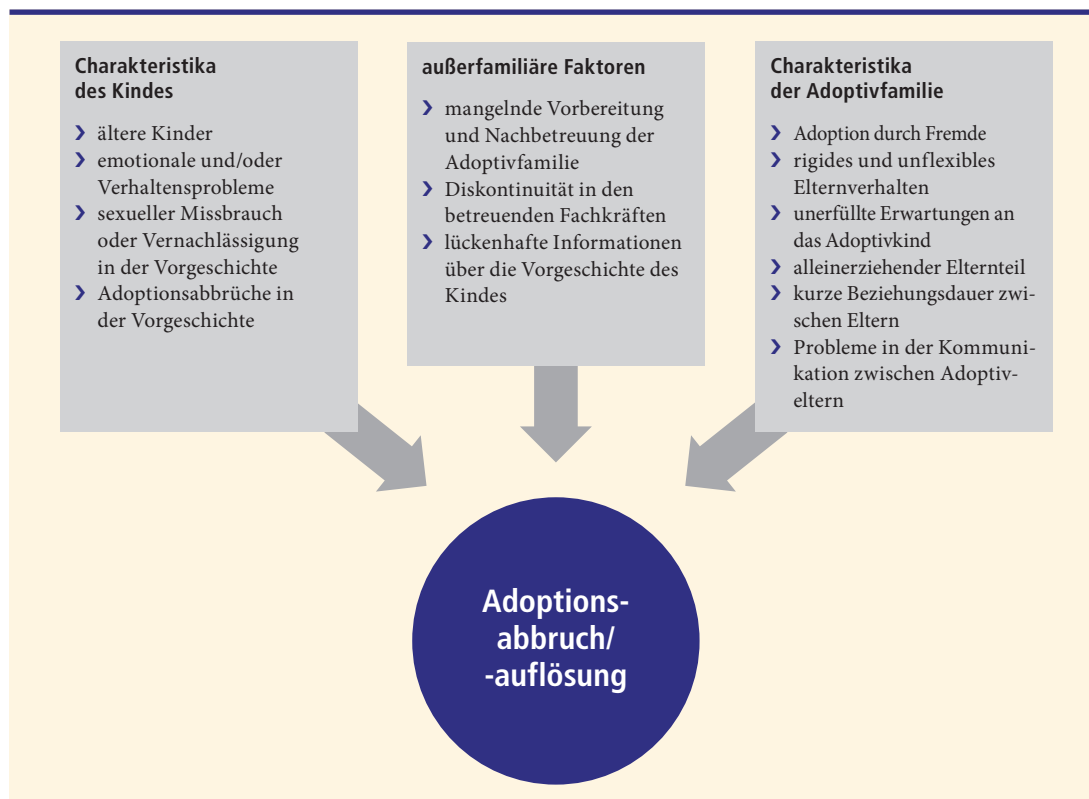 Charakteristika
des Kindes
❯ ältere Kinder
❯ emotionale und/oder
Verhaltensprobleme
❯ sexueller Missbrauch
oder Vernachlässigung
in der Vorgeschichte
❯ Adoptionsabbrüche in
der Vorgeschichte
außerfamiliäre Faktoren
❯ mangelnde Vorbereitung
und Nachbetreuung der
Adoptivfamilie
❯ Diskontinuität in den
betreuenden Fachkräften
❯ lückenhafte Informationen
über die Vorgeschichte des
Kindes
Charakteristika
der Adoptivfamilie
❯ Adoption durch Fremde
❯ rigides und unflexibles
Elternverhalten
❯ unerfüllte Erwartungen an
das Adoptivkind
❯ alleinerziehender Elternteil
❯ kurze Beziehungsdauer zwi-
schen Eltern
❯ Probleme in der Kommuni-
kation zwischen Adoptiv-
eltern
Adoptions-
abbruch/
-auflösung